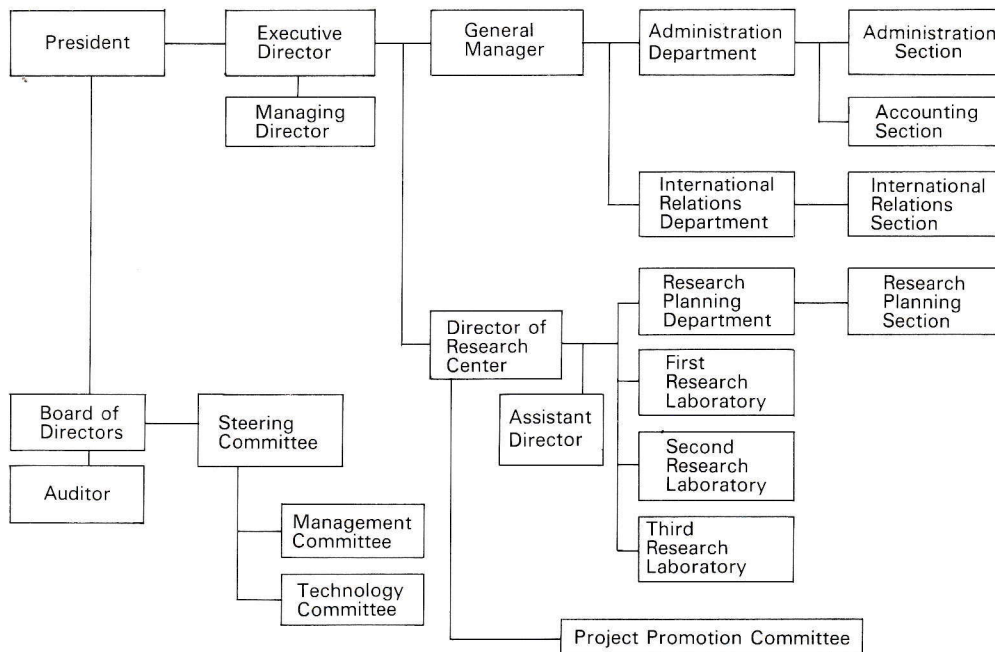 President
Executive
Director
General
Manager
Administration
Department
Administration
Section
Managing
Director
Accounting
Section
International
Relations
Department
International
Relations
Section
Research
Planning
Department
Research
Planning
Section
Director of
Research
Center
First
Research
Laboratory
Board of
Directors
Steering
Committee
Assistant
Director
Second
Research
Laboratory
Auditor
Management
Committee
Third
Research
Laboratory
Technology
Committee
Project Promotion Committee